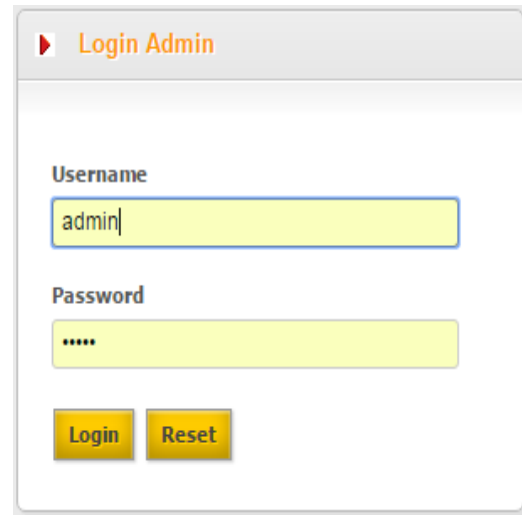 Login Admin
Username
admin
Password
•••••
Login Reset